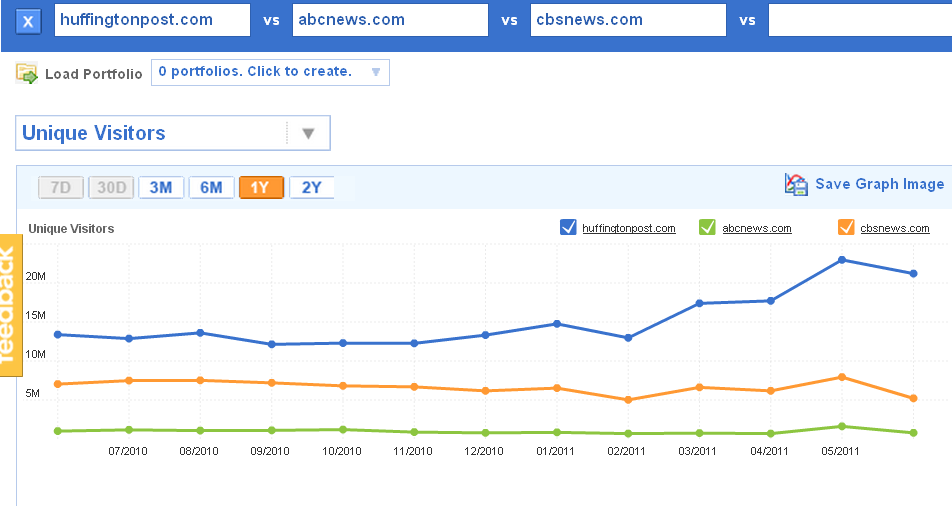 X huffingtonpost.com vs abcnews.com vs cbsnews.com vs
Load Portfolio 0 portfolios. Click to create.
Unique Visitors
7D 30D 3M 6M 1Y 2Y Save Graph Image
Unique Visitors huffingtonpost.com abcnews.com cbsnews.com
feedback
20M
15M
10M
5M
07/2010 08/2010 09/2010 10/2010 11/2010 12/2010 01/2011 02/2011 03/2011 04/2011 05/2011